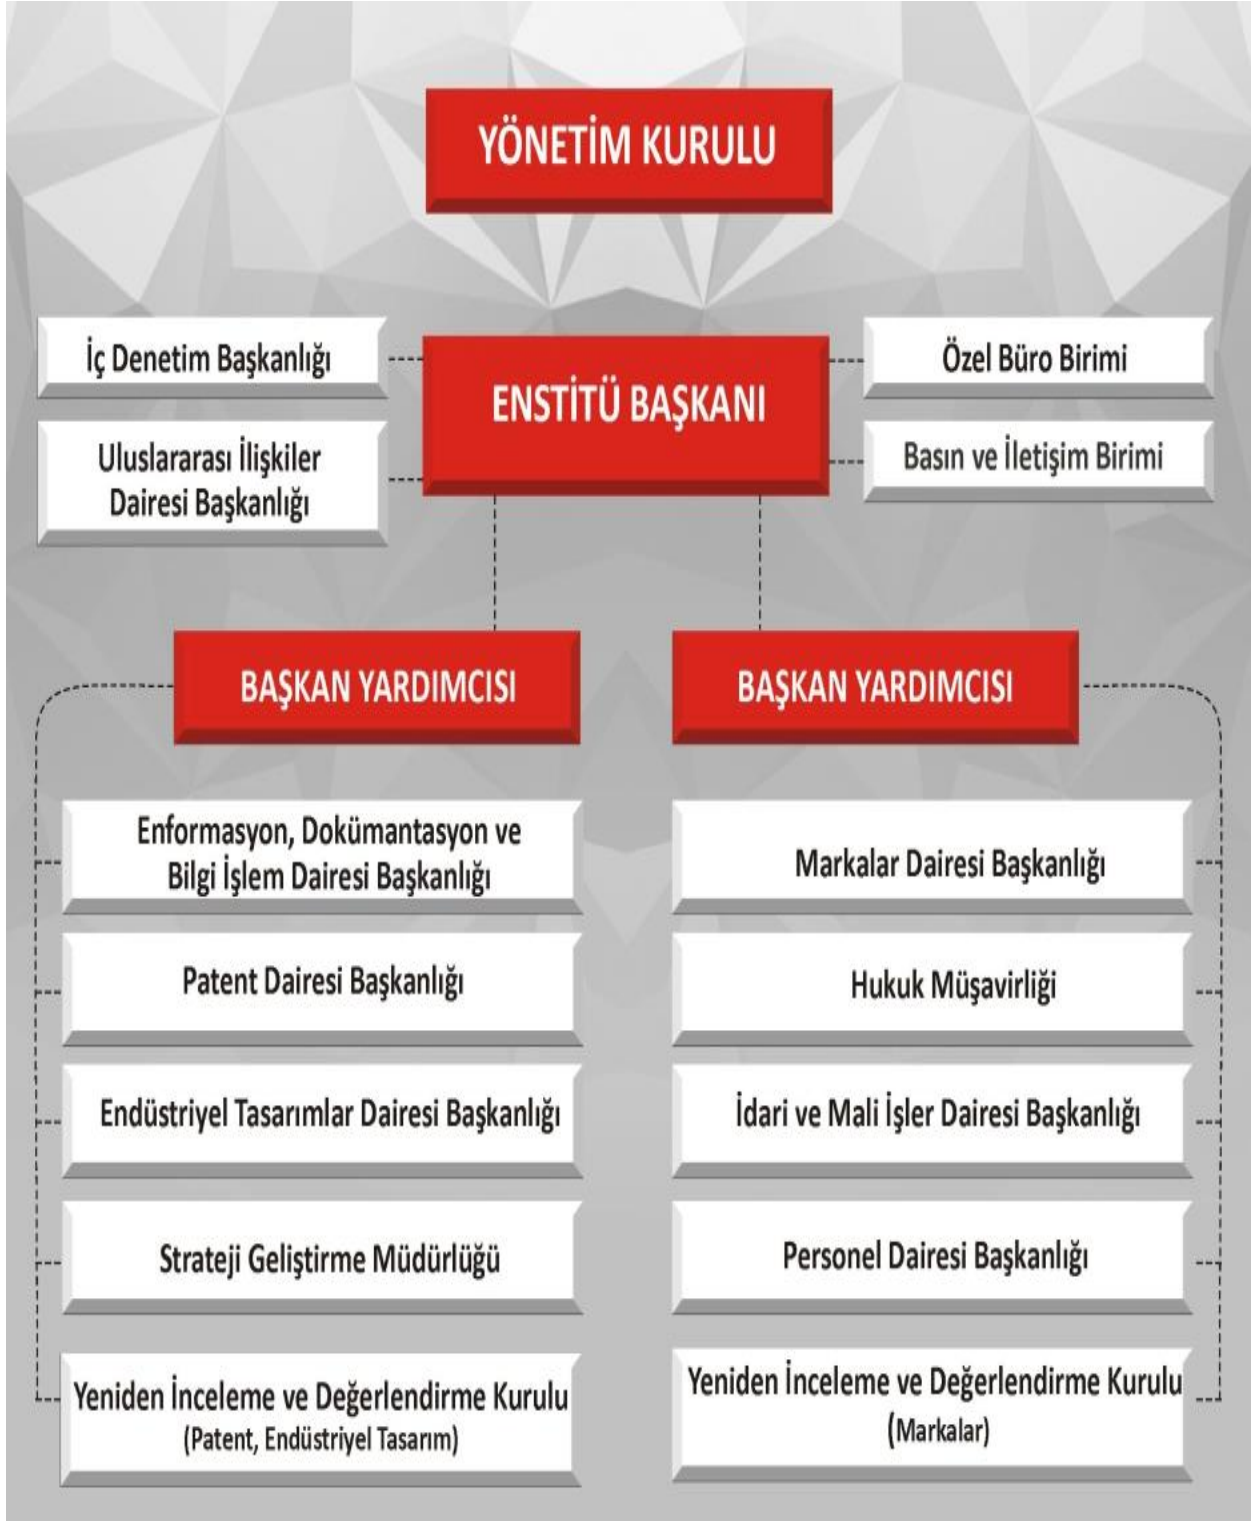 YÖNETİM KURULU
İç Denetim Başkanlığı
Uluslararası İlişkiler
Dairesi Başkanlığı
ENSTİTÜ BAŞKANI
Özel Büro Birimi
Basın ve İletişim Birimi
BAŞKAN YARDIMCISI
Enformasyon, Dokümantasyon ve
Bilgi İşlem Dairesi Başkanlığı
Patent Dairesi Başkanlığı
Endüstriyel Tasarımlar Dairesi Başkanlığı
Strateji Geliştirme Müdürlüğü
Yeniden İnceleme ve Değerlendirme Kurulu
(Patent, Endüstriyel Tasarım)
BAŞKAN YARDIMCISI
Markalar Dairesi Başkanlığı
Hukuk Müşavirliği
İdari ve Mali İşler Dairesi Başkanlığı
Personel Dairesi Başkanlığı
Yeniden İnceleme ve Değerlendirme Kurulu
(Markalar)